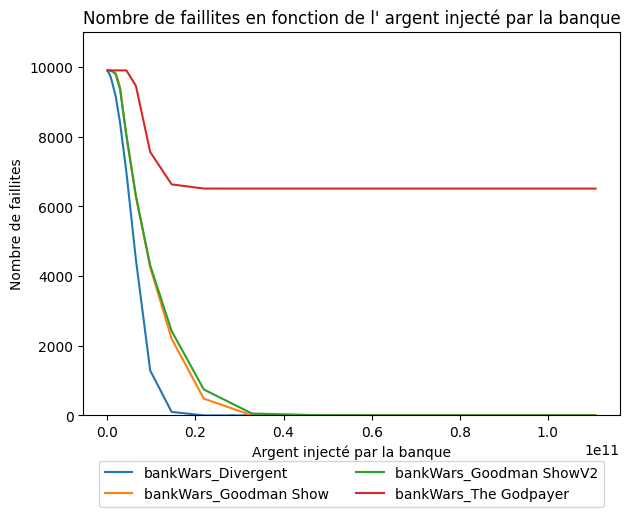 Nombre de faillites en fonction de l' argent injecté par la banque
10000
8000
6000
4000
2000
0
Nombre de faillites
0.0
0.2
0.4
0.6
0.8
1.0
1e11
Argent injecté par la banque
bankWars_Divergent
bankWars_Goodman Show
bankWars_Goodman ShowV2
bankWars_The Godpayer